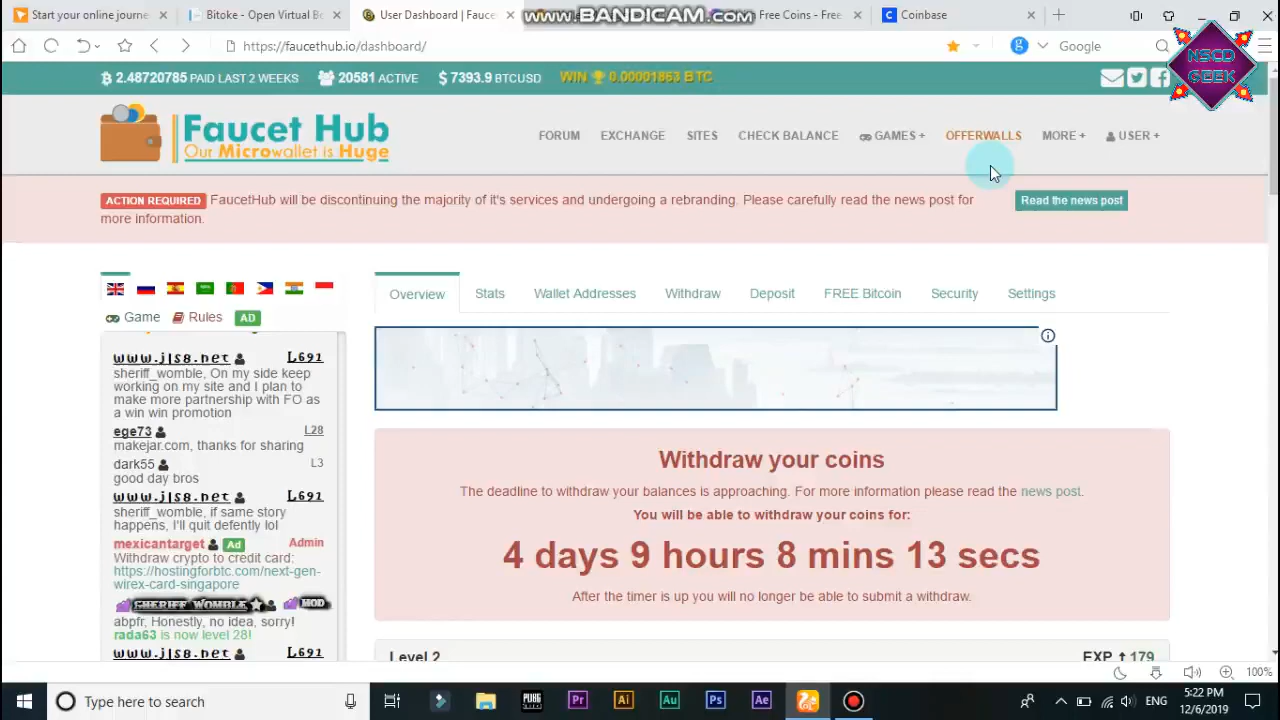 Start your online journe
Bitoke - Open Virtual Bo
User Dashboard | Fauce
www.BANDICAM.com
Free Coins - Free
Coinbase
https://faucethub.io/dashboard/
Google
NSCD
GEEK
2.48720785 PAID LAST 2 WEEKS
20581 ACTIVE
$ 7393.9 BTCUSD
WIN 0.00001863 BTC
Faucet Hub
Our Microwallet is Huge
FORUM
EXCHANGE
SITES
CHECK BALANCE
GAMES +
OFFERWALLS
MORE +
USER +
ACTION REQUIRED FaucetHub will be discontinuing the majority of it's services and undergoing a rebranding. Please carefully read the news post for
more information.
Read the news post
Game
Rules
AD
www.jls8.net L691
sheriff_womble, On my side keep
working on my site and I plan to
make more partnership with FO as
a win win promotion
ege73 L28
makejar.com, thanks for sharing
dark55 L3
good day bros
www.jls8.net L691
sheriff_womble, if same story
happens, I'll quit defently lol
mexicantarget Ad Admin
Withdraw crypto to credit card:
https://hostingforbtc.com/next-gen-
wirex-card-singapore
SHERIFF WOMBLE MOD
abpfr, Honestly, no idea, sorry!
rada63 is now level 28!
www.jls8.net L691
Overview
Stats
Wallet Addresses
Withdraw
Deposit
FREE Bitcoin
Security
Settings
Withdraw your coins
The deadline to withdraw your balances is approaching. For more information please read the news post.
You will be able to withdraw your coins for:
4 days 9 hours 8 mins 13 secs
After the timer is up you will no longer be able to submit a withdraw.
Level 2
EXP 179
100%
Type here to search
PUBG
Pr
Ai
Au
Ps
Ae
ENG
5:22 PM
12/6/2019